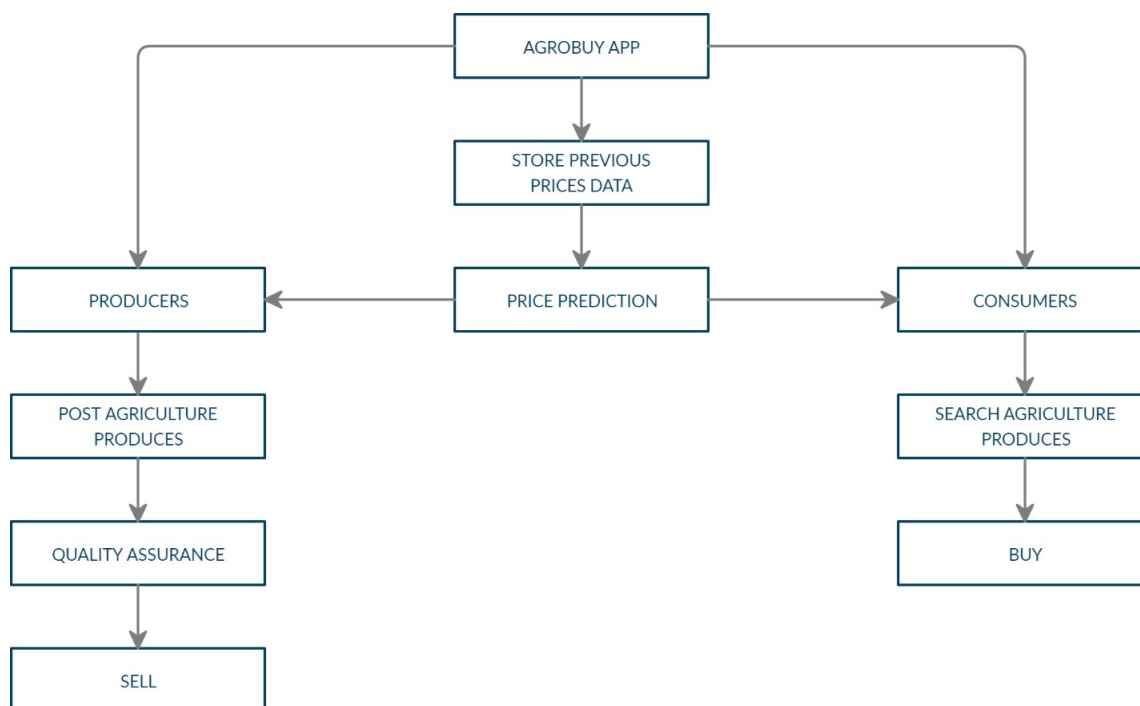 AGROBUY APP
STORE PREVIOUS
PRICES DATA
PRODUCERS
PRICE PREDICTION
CONSUMERS
POST AGRICULTURE
PRODUCES
SEARCH AGRICULTURE
PRODUCES
QUALITY ASSURANCE
BUY
SELL